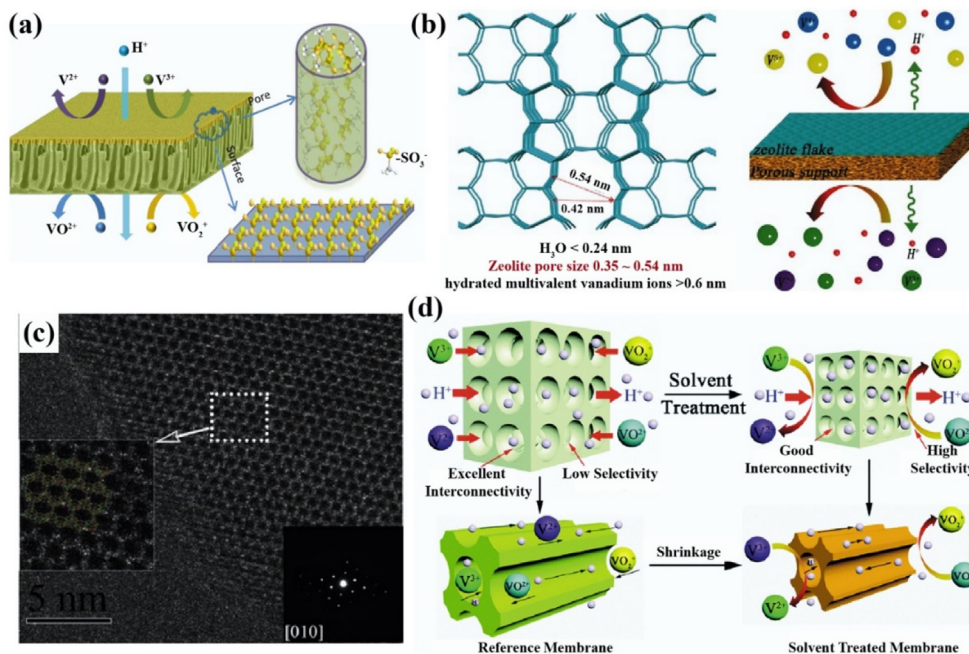 (a)
H⁺
V²⁺
V³⁺
Pore
Surface
-SO₃⁻
VO²⁺
VO₂⁺
(b)
0.54 nm
0.42 nm
H₃O < 0.24 nm
Zeolite pore size 0.35 ~ 0.54 nm
hydrated multivalent vanadium ions >0.6 nm
H⁺
zeolite flake
Porous support
H⁺
H⁺
(c)
5 nm
[010]
(d)
V³⁺
VO₂⁺
H⁺
H⁺
VO²⁺
Excellent
Interconnectivity
Low Selectivity
Solvent
Treatment
V³⁺
VO₂⁺
H⁺
H⁺
Good
Interconnectivity
High
Selectivity
V³⁺
VO²⁺
Reference Membrane
Shrinkage
VO₂⁺
V²⁺
Solvent Treated Membrane